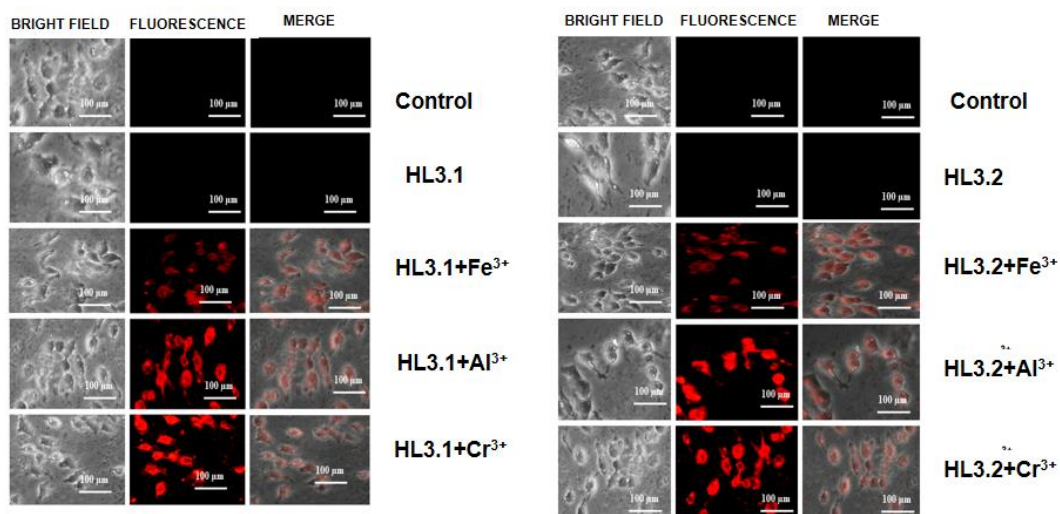 BRIGHT FIELD FLUORESCENCE MERGE
100 µm 100 µm 100 µm Control
100 µm 100 µm 100 µm HL3.1
100 µm 100 µm 100 µm HL3.1+Fe³⁺
100 µm 100 µm 100 µm HL3.1+Al³⁺
100 µm 100 µm 100 µm HL3.1+Cr³⁺
BRIGHT FIELD FLUORESCENCE MERGE
100 µm 100 µm 100 µm Control
100 µm 100 µm 100 µm HL3.2
100 µm 100 µm 100 µm HL3.2+Fe³⁺
3+
100 µm 100 µm 100 µm HL3.2+Al³⁺
3+
100 µm 100 µm 100 µm HL3.2+Cr³⁺